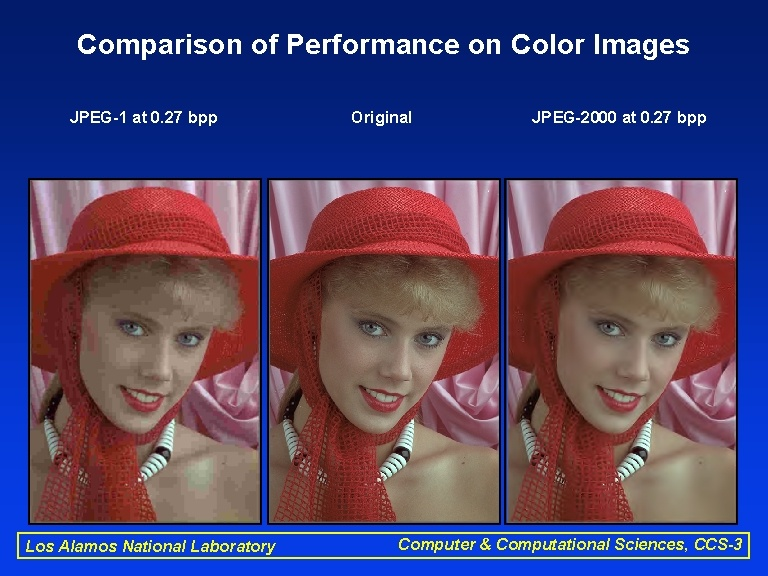 Comparison of Performance on Color Images
JPEG-1 at 0.27 bpp
Original
JPEG-2000 at 0.27 bpp
Los Alamos National Laboratory
Computer & Computational Sciences, CCS-3